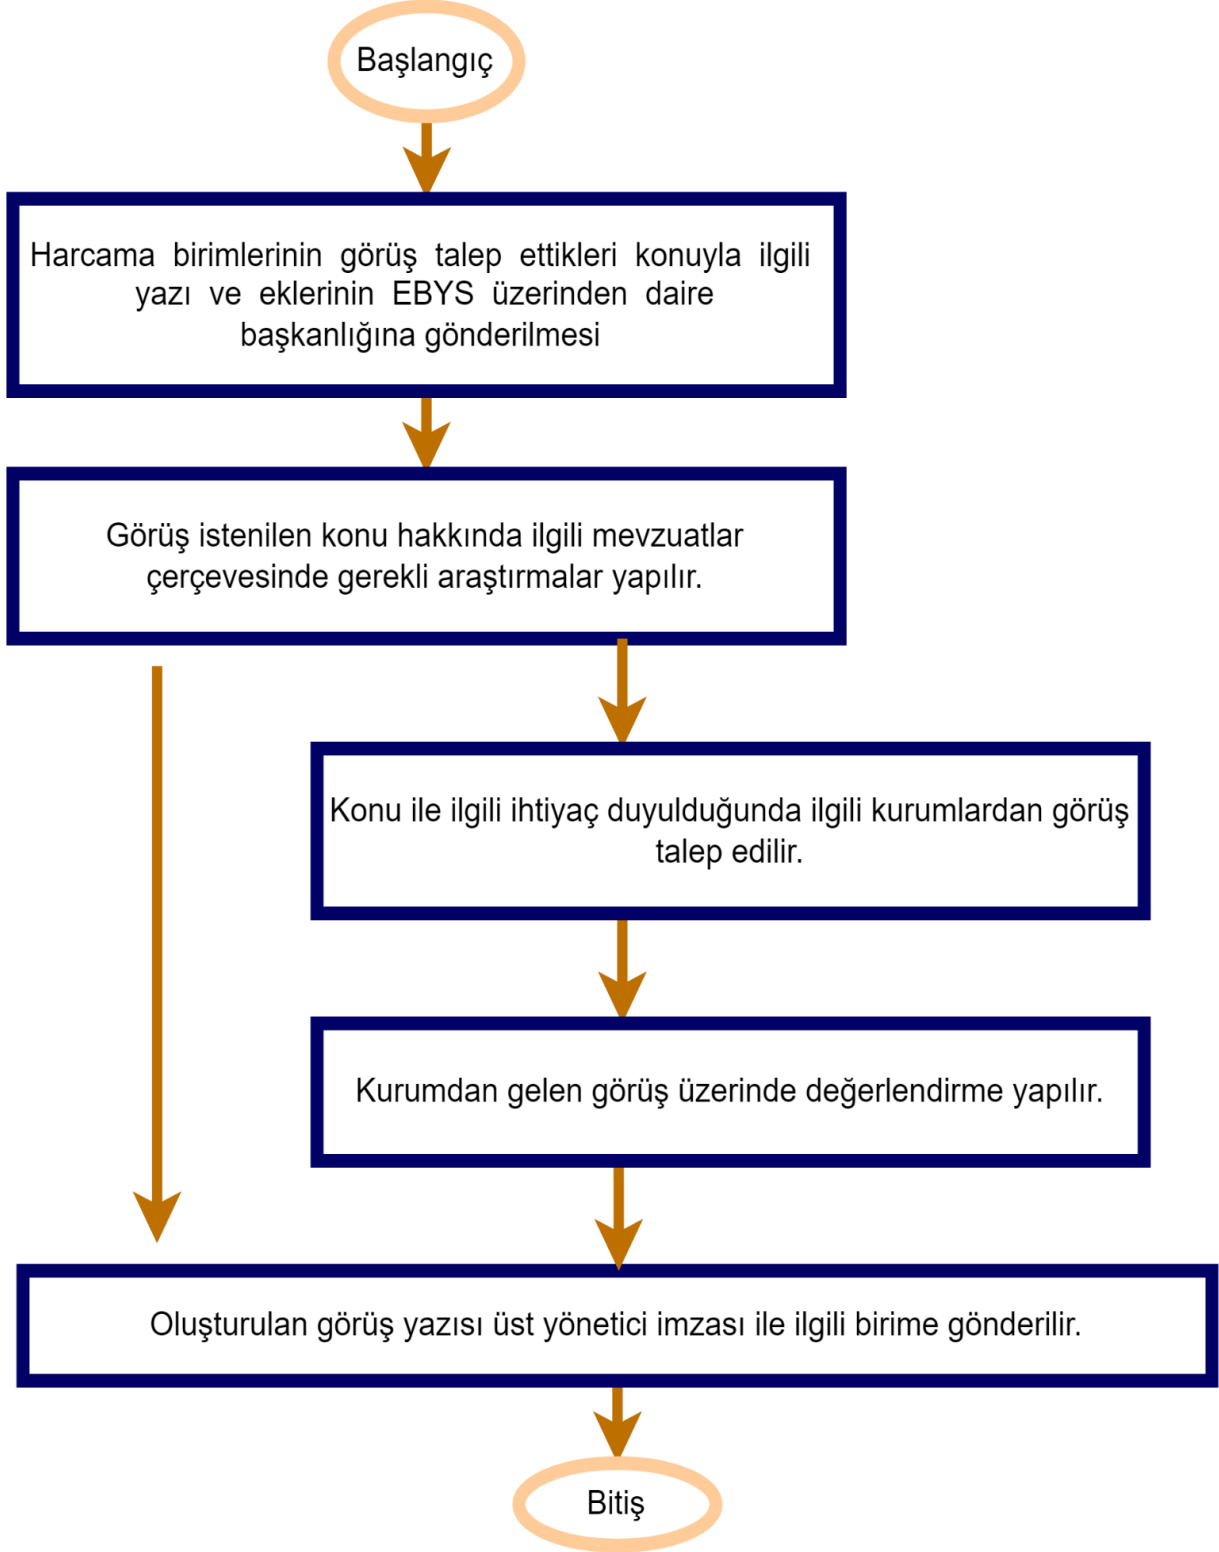 Başlangıç
Harcama birimlerinin görüş talep ettikleri konuyla ilgili
yazı ve eklerinin EBYS üzerinden daire
başkanlığına gönderilmesi
Görüş istenilen konu hakkında ilgili mevzuatlar
çerçevesinde gerekli araştırmalar yapılır.
Konu ile ilgili ihtiyaç duyulduğunda ilgili kurumlardan görüş
talep edilir.
Kurumdan gelen görüş üzerinde değerlendirme yapılır.
Oluşturulan görüş yazısı üst yönetici imzası ile ilgili birime gönderilir.
Bitiş